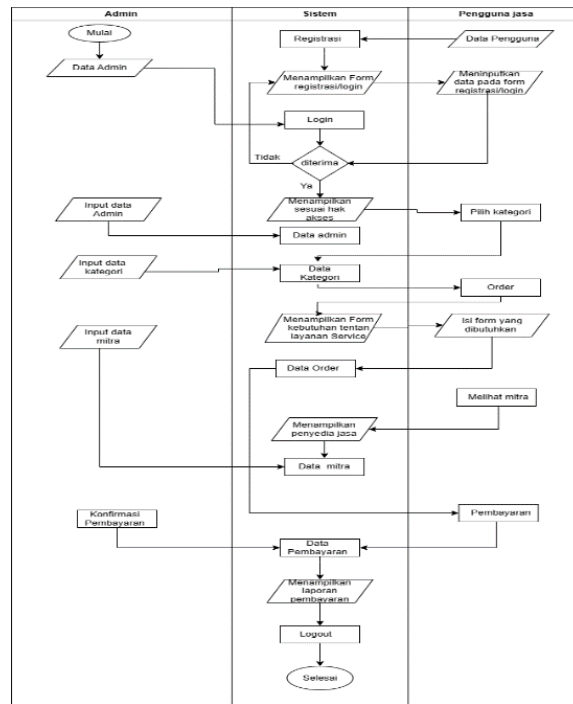 Admin
Sistem
Pengguna jasa
Mulai
Registrasi
Data Pengguna
Data Admin
Menampilkan Form
registrasi/login
Meninputkan
data pada form
registrasi/login
Login
Tidak
diterima
Ya
Input data
Admin
Menampilkan
sesuai hak
akses
Pilih kategori
Data admin
Input data
kategori
Data
Kategori
Order
Input data
mitra
Menampilkan Form
kebutuhan tentan
layanan Service
Isi form yang
dibutuhkan
Data Order
Melihat mitra
Menampilkan
penyedia jasa
Data mitra
Konfirmasi
Pembayaran
Pembayaran
Data
Pembayaran
Menampilkan
laporan
pembayaran
Logout
Selesai